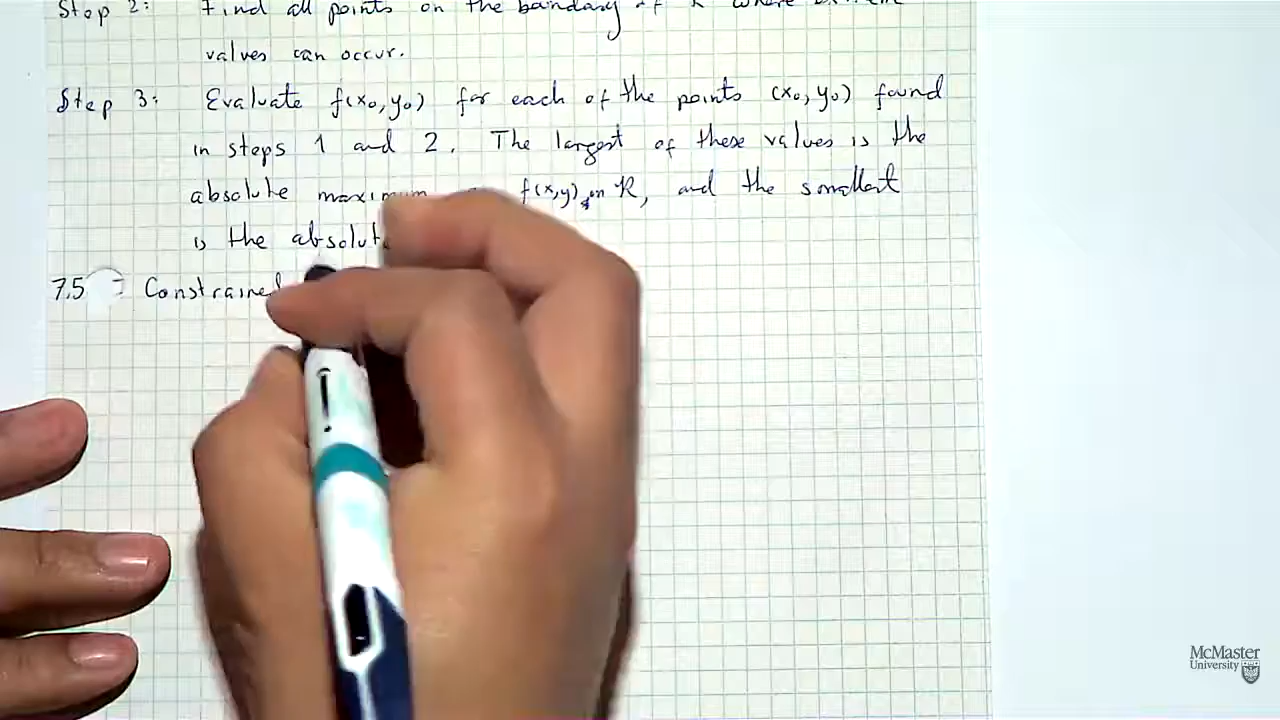 Step 2: Find all points on the boundary of R where
values can occur.
Step 3: Evaluate f(x₀, y₀) for each of the points (x₀, y₀) found
in steps 1 and 2. The largest of these values is the
absolute maximum f(x,y) on R, and the smallest
is the absolute
7.5 = Constrained
McMaster
University